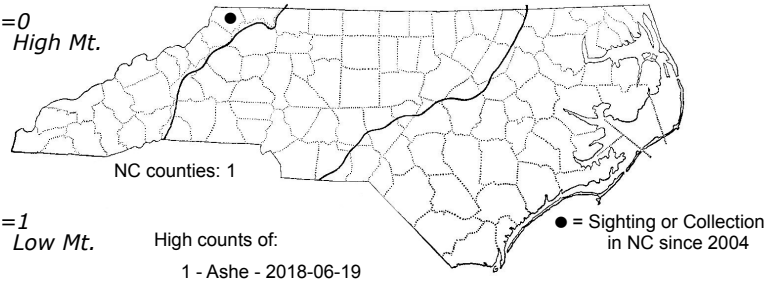 =0
High Mt.
NC counties: 1
=1
Low Mt.
High counts of:
1 - Ashe - 2018-06-19
● = Sighting or Collection
in NC since 2004